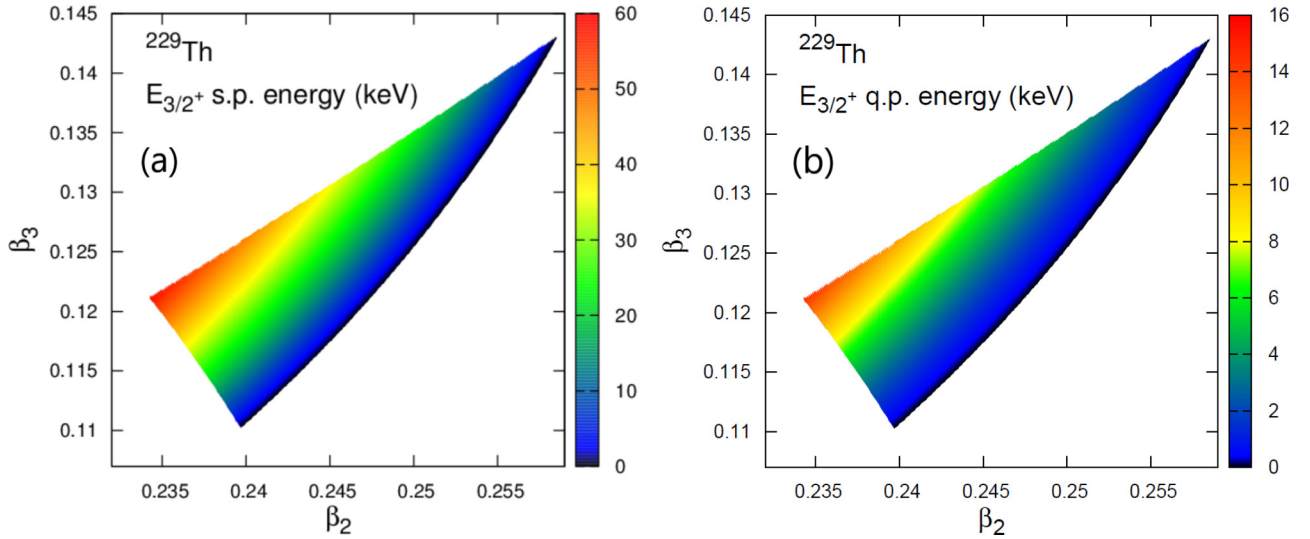 ²²⁹Th
E₃/₂⁺ s.p. energy (keV)
(a)
β₃
0.145
0.14
0.135
0.13
0.125
0.12
0.115
0.11
0.235 0.24 0.245 0.25 0.255
β₂
60
50
40
30
20
10
0
²²⁹Th
E₃/₂⁺ q.p. energy (keV)
(b)
β₃
0.145
0.14
0.135
0.13
0.125
0.12
0.115
0.11
0.235 0.24 0.245 0.25 0.255
β₂
16
14
12
10
8
6
4
2
0